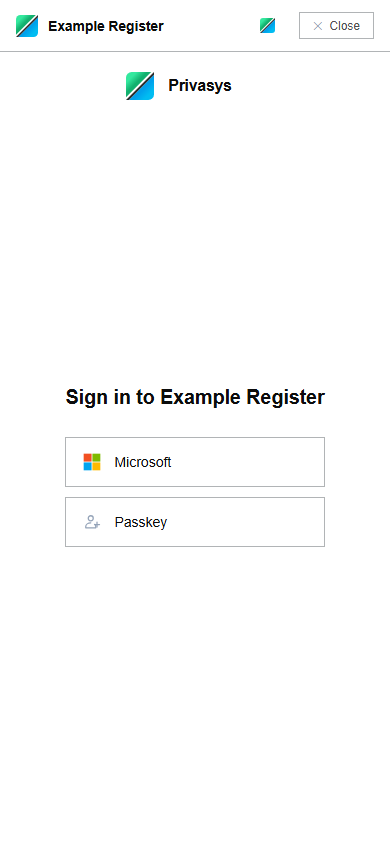 Example Register
Close
Privasys
Sign in to Example Register
Microsoft
Passkey